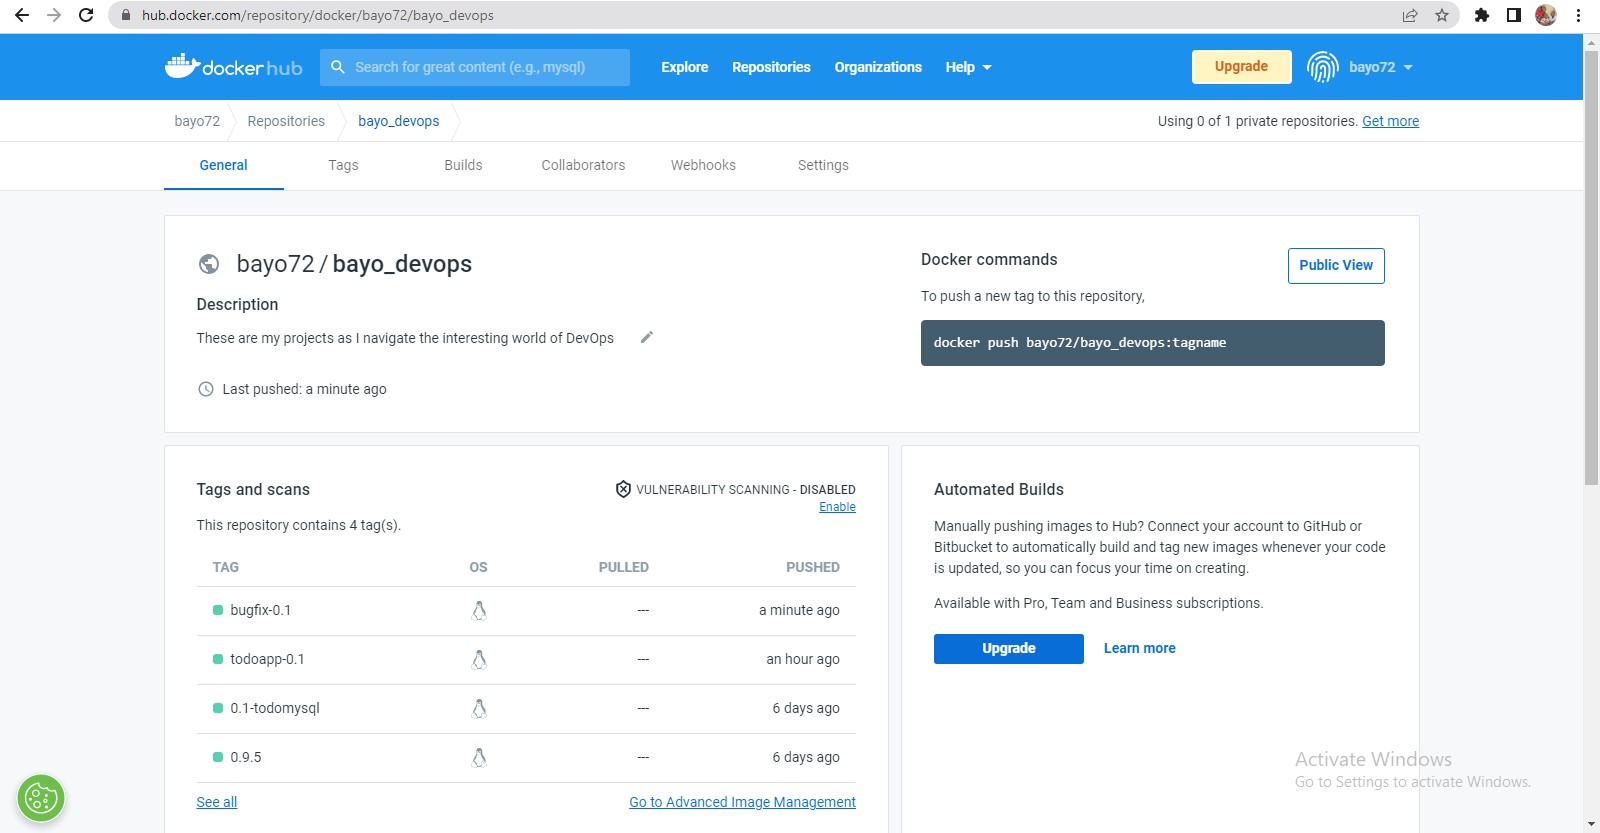 hub.docker.com/repository/docker/bayo72/bayo_devops
docker hub
Search for great content (e.g., mysql)
Explore
Repositories
Organizations
Help
Upgrade
bayo72
bayo72
Repositories
bayo_devops
Using 0 of 1 private repositories. Get more
General
Tags
Builds
Collaborators
Webhooks
Settings
bayo72 / bayo_devops
Description
These are my projects as I navigate the interesting world of DevOps
Last pushed: a minute ago
Docker commands
Public View
To push a new tag to this repository,
docker push bayo72/bayo_devops:tagname
Tags and scans
VULNERABILITY SCANNING - DISABLED
Enable
This repository contains 4 tag(s).
TAG OS PULLED PUSHED
bugfix-0.1 --- a minute ago
todoapp-0.1 --- an hour ago
0.1-todomysql --- 6 days ago
0.9.5 --- 6 days ago
See all
Go to Advanced Image Management
Automated Builds
Manually pushing images to Hub? Connect your account to GitHub or
Bitbucket to automatically build and tag new images whenever your code
is updated, so you can focus your time on creating.
Available with Pro, Team and Business subscriptions.
Upgrade
Learn more
Activate Windows
Go to Settings to activate Windows.